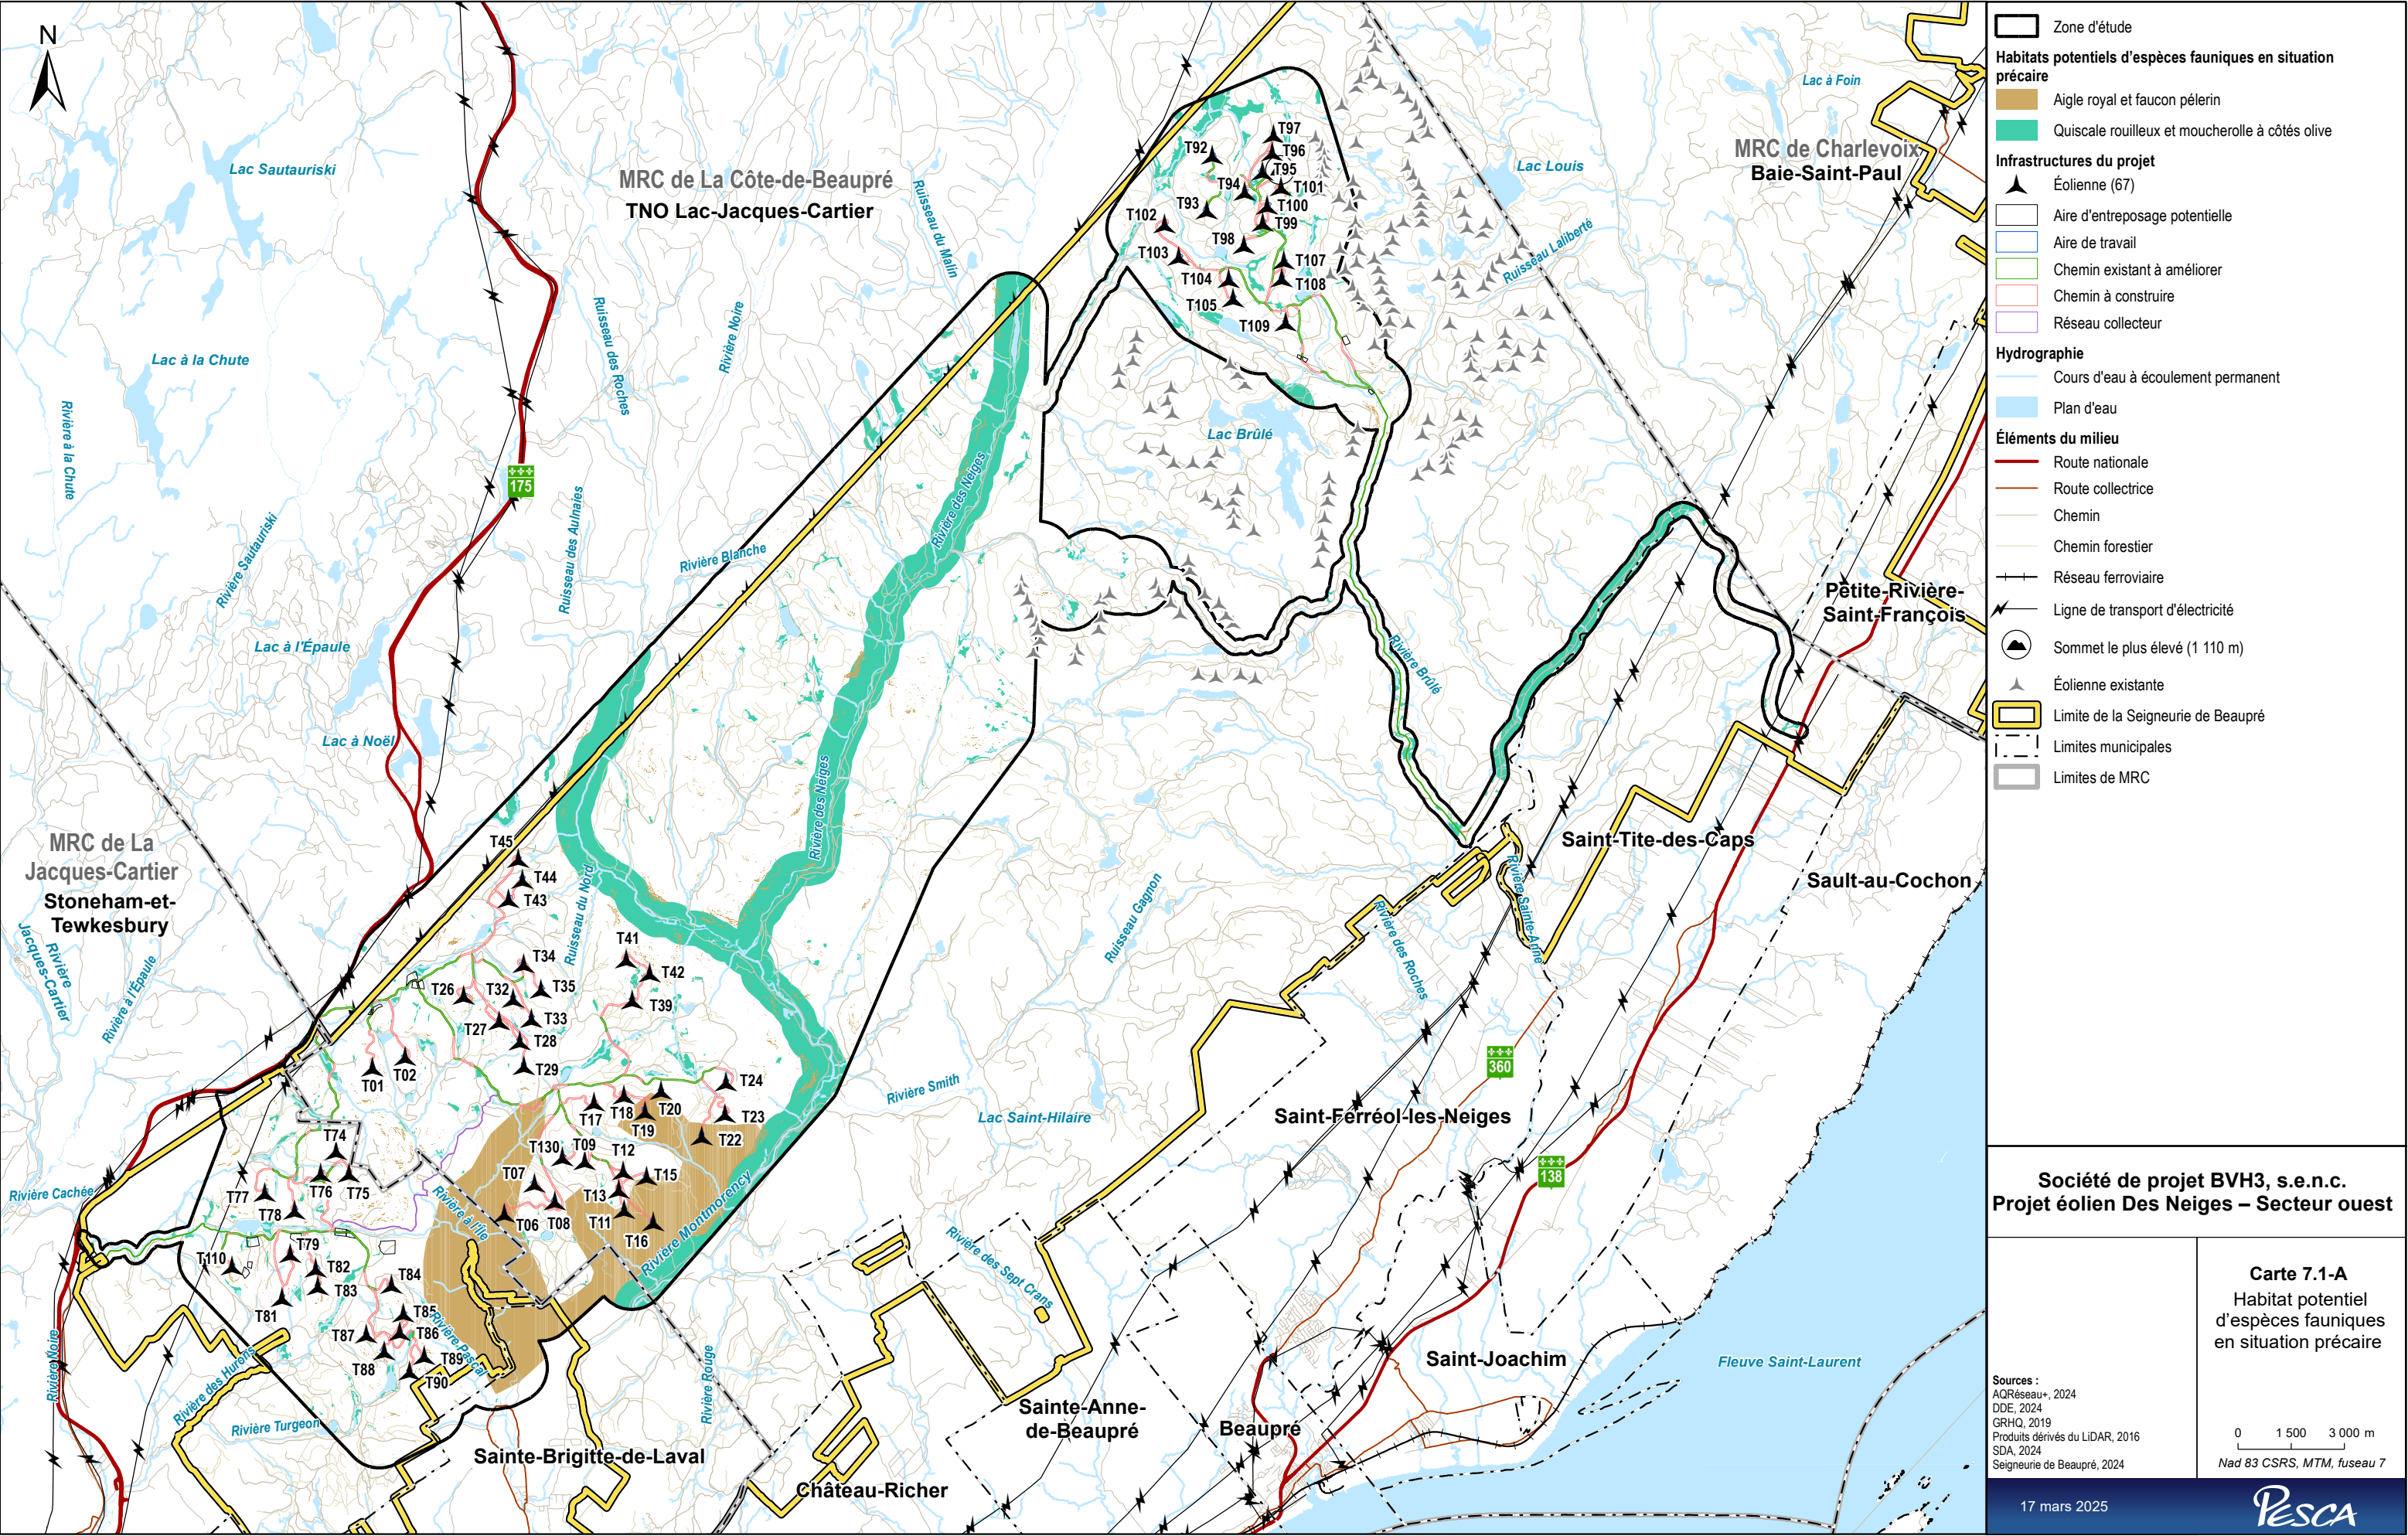 N
Lac Sautauriski
MRC de La Côte-de-Beaupré
TNO Lac-Jacques-Cartier
Ruisseau du Malin
Lac à Foin
MRC de Charlevoix
Baie-Saint-Paul
Lac Louis
Ruisseau Laliberté
Lac à la Chute
Rivière à la Chute
Ruisseau des Roches
Rivière Noire
Lac Brûlé
175
Rivière Sautauriski
Ruisseau des Aulnaies
Rivière Blanche
Rivière des Neiges
Lac à l'Épaule
Lac à Noël
Rivière Brûlé
Petite-Rivière-
Saint-François
Rivière des Neiges
MRC de La
Jacques-Cartier
Stoneham-et-
Tewkesbury
Rivière
Jacques-Cartier
Rivière à l'Épaule
Ruisseau du Nord
Ruisseau Gagnon
Rivière des Roches
Rivière Sainte-Anne
Saint-Tite-des-Caps
Sault-au-Cochon
Rivière Smith
Lac Saint-Hilaire
360
Saint-Ferréol-les-Neiges
138
Rivière Cachée
Rivière à l'Île
Rivière Montmorency
Rivière des Sept Crans
Rivière Noire
Rivière des Hurons
Rivière Turgeon
Rivière Pascal
Rivière Rouge
Sainte-Brigitte-de-Laval
Château-Richer
Sainte-Anne-
de-Beaupré
Beaupré
Saint-Joachim
Fleuve Saint-Laurent
T97
T92
T96
T95
T94
T101
T93
T100
T102
T99
T98
T103
T107
T104
T108
T105
T109
T45
T44
T43
T41
T34
T42
T26
T32
T35
T39
T27
T33
T28
T29
T01
T02
T24
T17
T18
T20
T19
T23
T22
T74
T130
T09
T12
T07
T15
T76
T75
T77
T13
T78
T06
T08
T11
T16
T79
T110
T82
T84
T83
T81
T85
T87
T86
T88
T89
T90
Zone d'étude
Habitats potentiels d'espèces fauniques en situation
précaire
Aigle royal et faucon pélerin
Quiscale rouilleux et moucherolle à côtés olive
Infrastructures du projet
Éolienne (67)
Aire d'entreposage potentielle
Aire de travail
Chemin existant à améliorer
Chemin à construire
Réseau collecteur
Hydrographie
Cours d'eau à écoulement permanent
Plan d'eau
Éléments du milieu
Route nationale
Route collectrice
Chemin
Chemin forestier
Réseau ferroviaire
Ligne de transport d'électricité
Sommet le plus élevé (1 110 m)
Éolienne existante
Limite de la Seigneurie de Beaupré
Limites municipales
Limites de MRC
Société de projet BVH3, s.e.n.c.
Projet éolien Des Neiges – Secteur ouest
Carte 7.1-A
Habitat potentiel
d'espèces fauniques
en situation précaire
Sources :
AQRéseau+, 2024
DDE, 2024
GRHQ, 2019
Produits dérivés du LiDAR, 2016
SDA, 2024
Seigneurie de Beaupré, 2024
0 1 500 3 000 m
Nad 83 CSRS, MTM, fuseau 7
17 mars 2025
PESCA